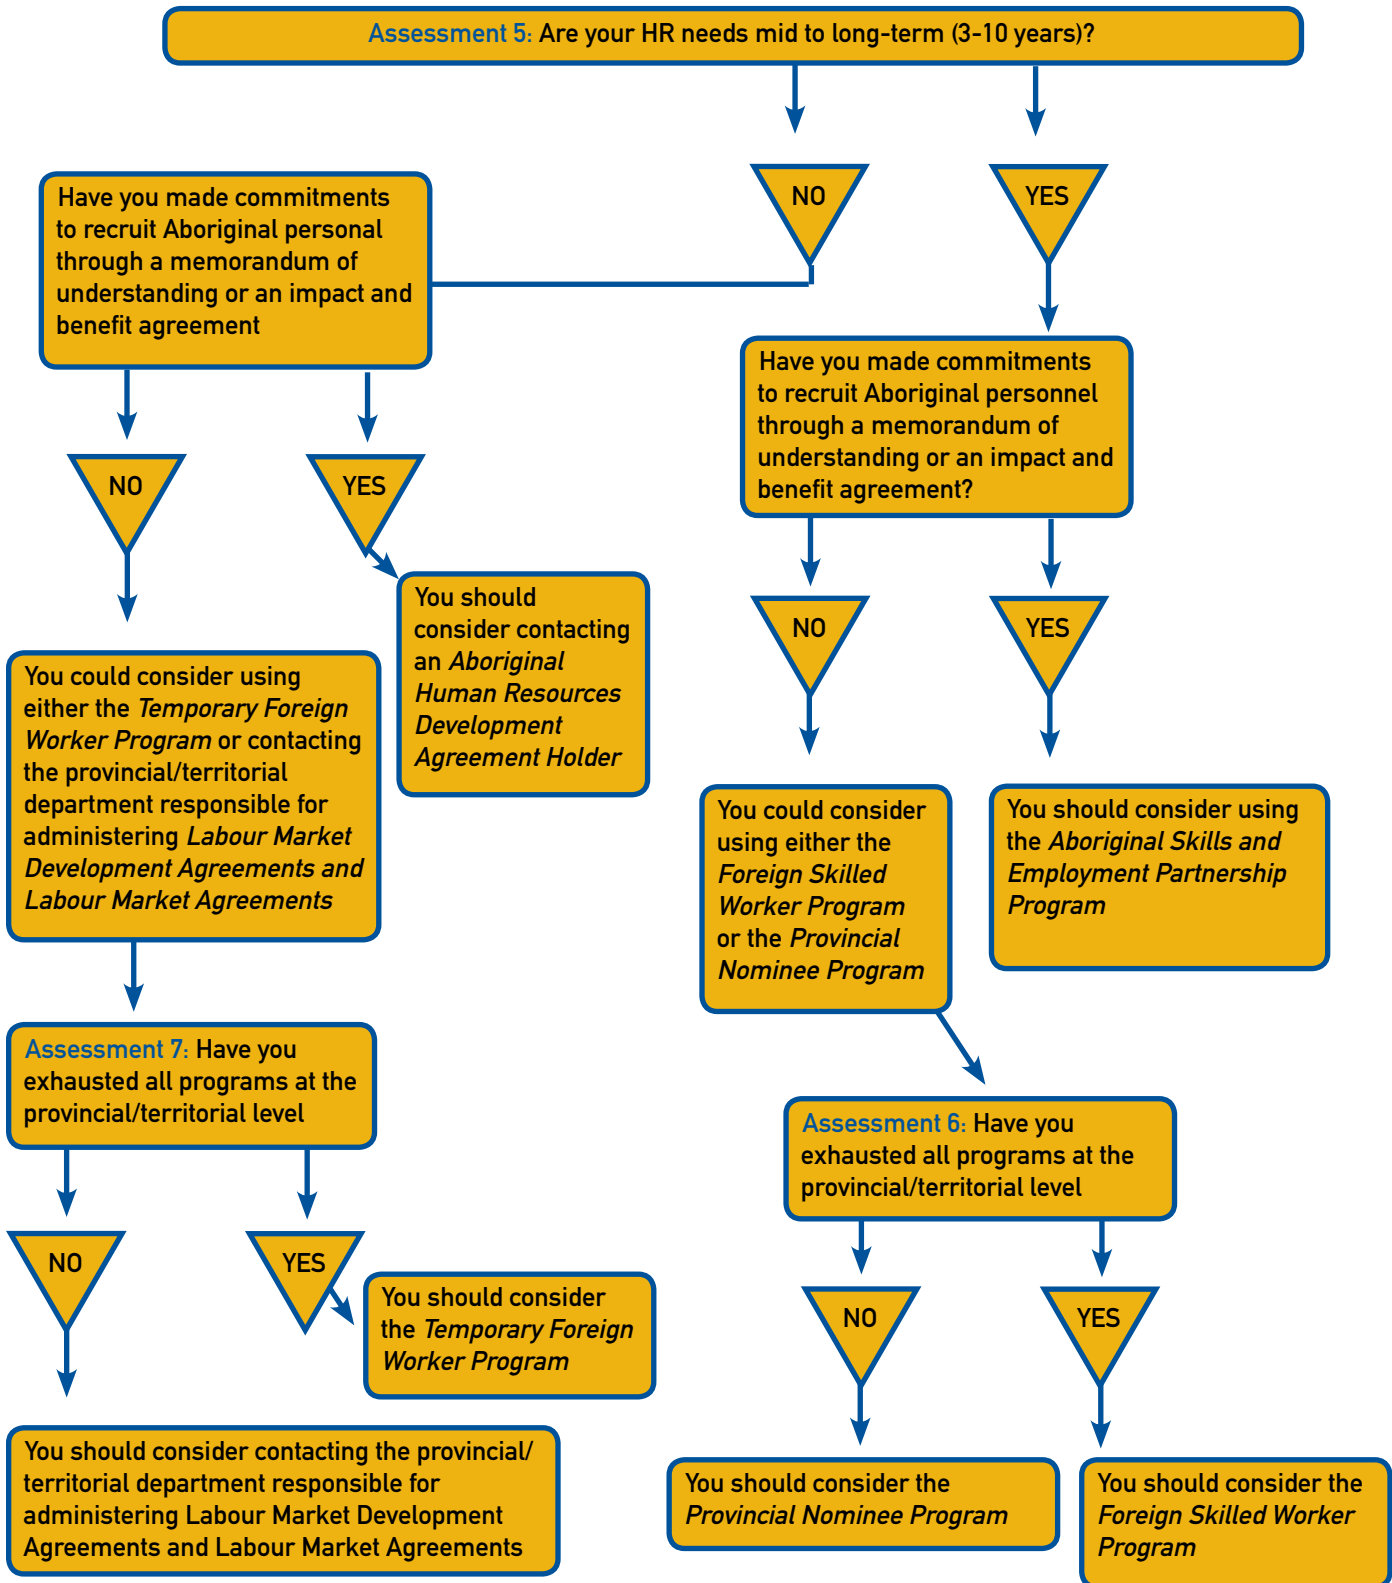 Assessment 5: Are your HR needs mid to long-term (3-10 years)?
NO
YES
Have you made commitments
to recruit Aboriginal personal
through a memorandum of
understanding or an impact and
benefit agreement
Have you made commitments
to recruit Aboriginal personnel
through a memorandum of
understanding or an impact and
benefit agreement?
NO
YES
You should
consider contacting
an Aboriginal
Human Resources
Development
Agreement Holder
NO
YES
You could consider using
either the Temporary Foreign
Worker Program or contacting
the provincial/territorial
department responsible for
administering Labour Market
Development Agreements and
Labour Market Agreements
You could consider
using either the
Foreign Skilled
Worker Program
or the Provincial
Nominee Program
You should consider using
the Aboriginal Skills and
Employment Partnership
Program
Assessment 7: Have you
exhausted all programs at the
provincial/territorial level
Assessment 6: Have you
exhausted all programs at the
provincial/territorial level
NO
YES
You should consider
the Temporary Foreign
Worker Program
NO
YES
You should consider contacting the provincial/
territorial department responsible for
administering Labour Market Development
Agreements and Labour Market Agreements
You should consider the
Provincial Nominee Program
You should consider the
Foreign Skilled Worker
Program